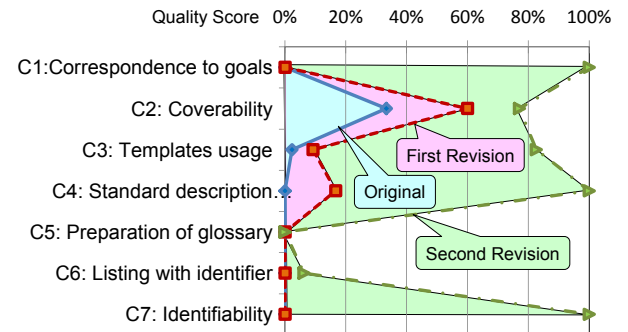 Quality Score 0% 20% 40% 60% 80% 100%
C1:Correspondence to goals
C2: Coverability
C3: Templates usage
First Revision
C4: Standard description...
Original
C5: Preparation of glossary
Second Revision
C6: Listing with identifier
C7: Identifiability